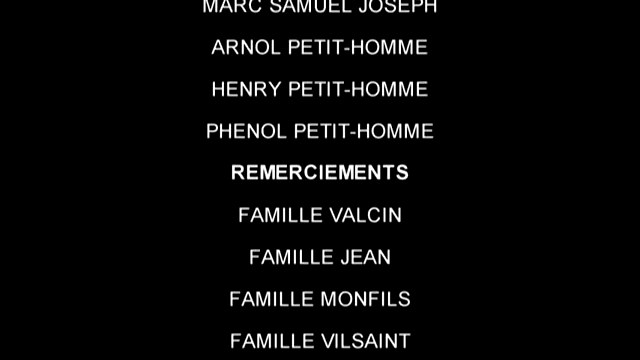 MARC SAMUEL JOSEPH
ARNOL PETIT-HOMME
HENRY PETIT-HOMME
PHENOL PETIT-HOMME
REMERCIEMENTS
FAMILLE VALCIN
FAMILLE JEAN
FAMILLE MONFILS
FAMILLE VILSAINT